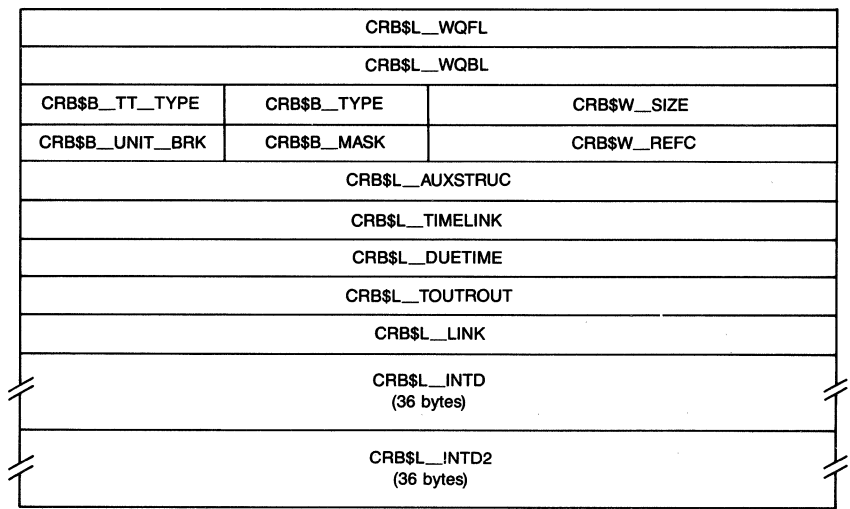 CRB$L__WQFL
CRB$L__WQBL
CRB$B__TT__TYPE CRB$B__TYPE CRB$W__SIZE
CRB$B__UNIT__BRK CRB$B__MASK CRB$W__REFC
CRB$L__AUXSTRUC
CRB$L__TIMELINK
CRB$L__DUETIME
CRB$L__TOUTROUT
CRB$L__LINK
CRB$L__INTD
(36 bytes)
CRB$L__!NTD2
(36 bytes)